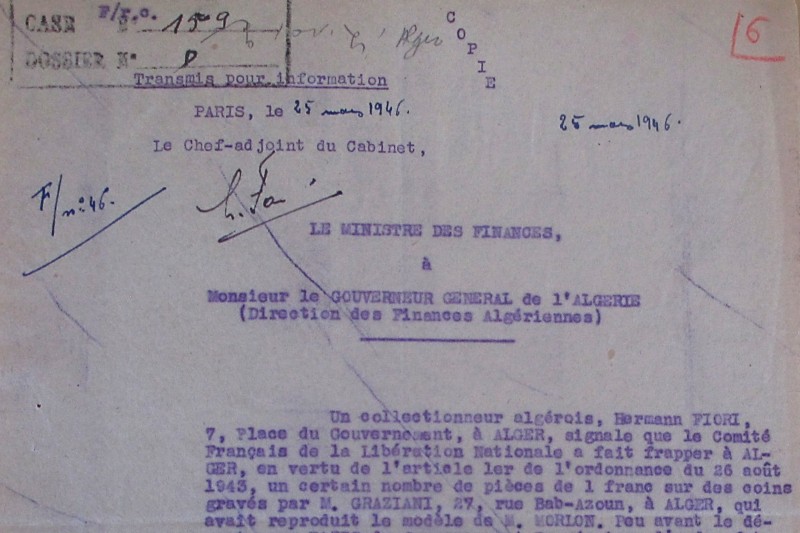 F/F.C.
CASE 159
DOSSIER N° D
Alger
COPIE
6
Transmis pour information
PARIS, le 25 mars 1946.
25 mars 1946.
Le Chef-adjoint du Cabinet,
F/n° 46.
LE MINISTRE DES FINANCES,
à
Monsieur le GOUVERNEUR GENERAL de l'ALGERIE
(Direction des Finances Algériennes)
Un collectionneur algérois, Hermann FIORI,
7, Place du Gouvernement, à ALGER, signale que le Comité
Français de la Libération Nationale a fait frapper à AL-
GER, en vertu de l'article 1er de l'ordonnance du 26 août
1943, un certain nombre de pièces de 1 franc sur des coins
gravés par M. GRAZIANI, 27, rue Bab-Azoun, à ALGER, qui
avait reproduit le modèle de M. MORLON. Peu avant le dé-